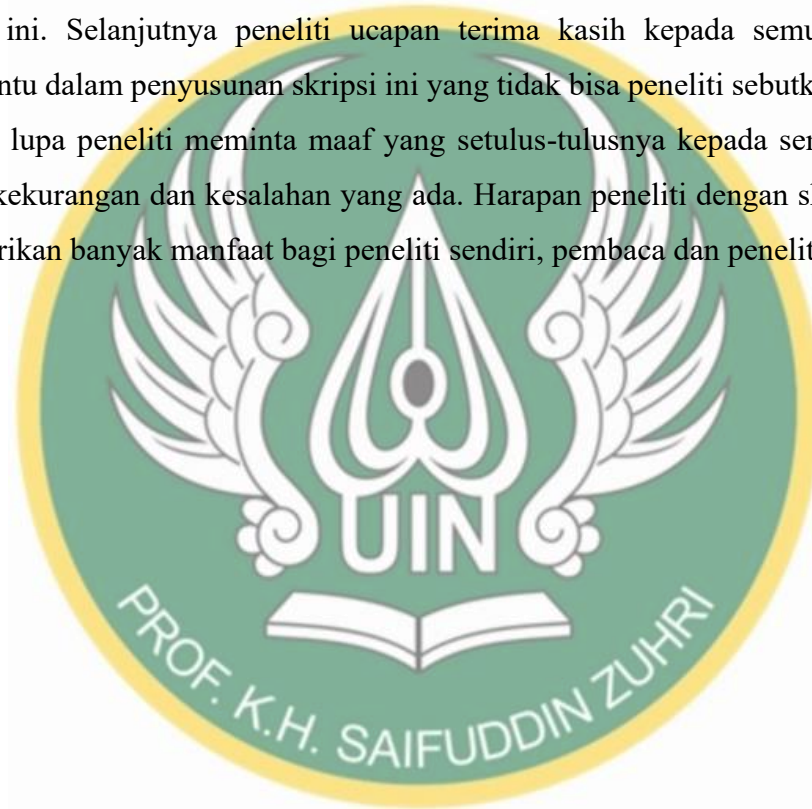 ini. Selanjutnya peneliti ucapan terima kasih kepada semu
ntu dalam penyusunan skripsi ini yang tidak bisa peneliti sebutk
lupa peneliti meminta maaf yang setulus-tulusnya kepada ser
kekurangan dan kesalahan yang ada. Harapan peneliti dengan sl
rikan banyak manfaat bagi peneliti sendiri, pembaca dan penelit
UIN
PROF. K.H. SAIFUDDIN ZUHRI